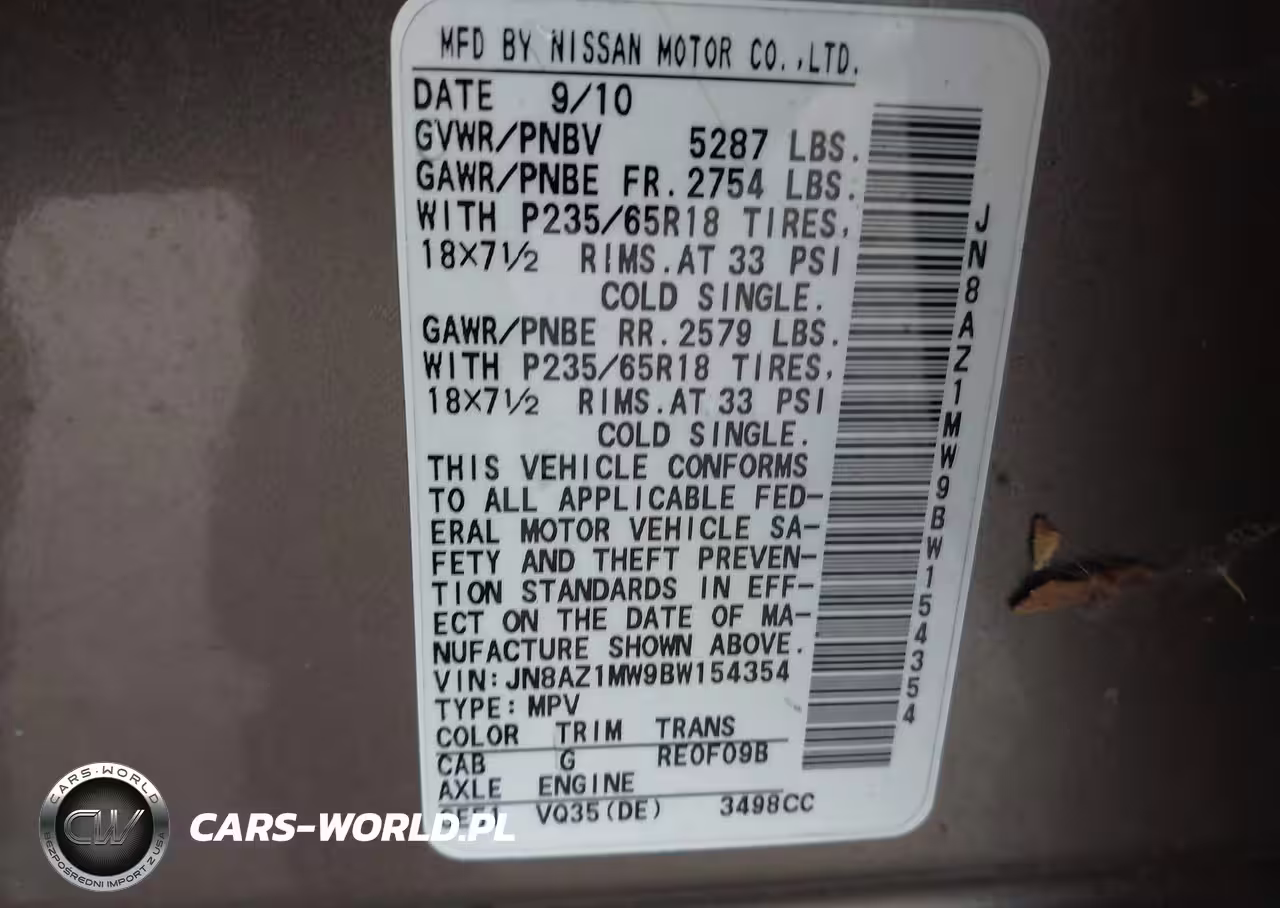 MFD BY NISSAN MOTOR CO.,LTD.
DATE 9/10
GVWR/PNBV 5287 LBS.
GAWR/PNBE FR. 2754 LBS.
WITH P235/65R18 TIRES,
18X7½ RIMS.AT 33 PSI
COLD SINGLE.
GAWR/PNBE RR. 2579 LBS.
WITH P235/65R18 TIRES,
18X7½ RIMS.AT 33 PSI
COLD SINGLE.
THIS VEHICLE CONFORMS
TO ALL APPLICABLE FED-
ERAL MOTOR VEHICLE SA-
FETY AND THEFT PREVEN-
TION STANDARDS IN EFF-
ECT ON THE DATE OF MA-
NUFACTURE SHOWN ABOVE.
VIN:JN8AZ1MW9BW154354
TYPE:MPV
COLOR TRIM TRANS
CAB G RE0F09B
AXLE ENGINE
VQ35(DE) 3498CC
JN8AZ1MW9BW154354
CARS-WORLD
CW
BEZPOŚREDNI IMPORT Z USA
CARS-WORLD.PL